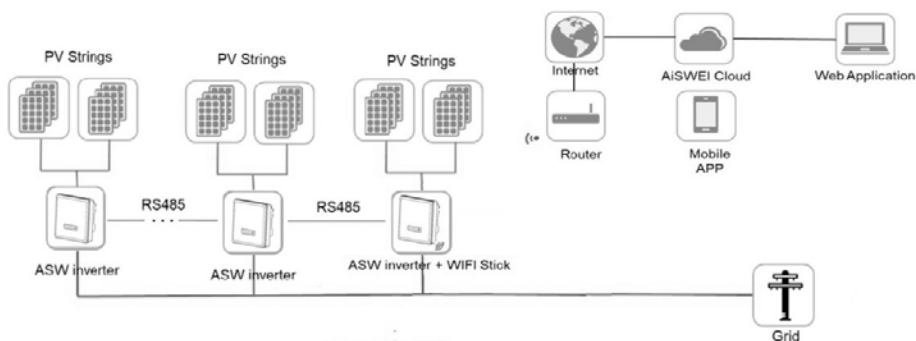 PV Strings
PV Strings
PV Strings
Internet
AiSWEI Cloud
Web Application
Router
Mobile
APP
RS485
RS485
ASW inverter
ASW inverter
ASW inverter + WIFI Stick
Grid